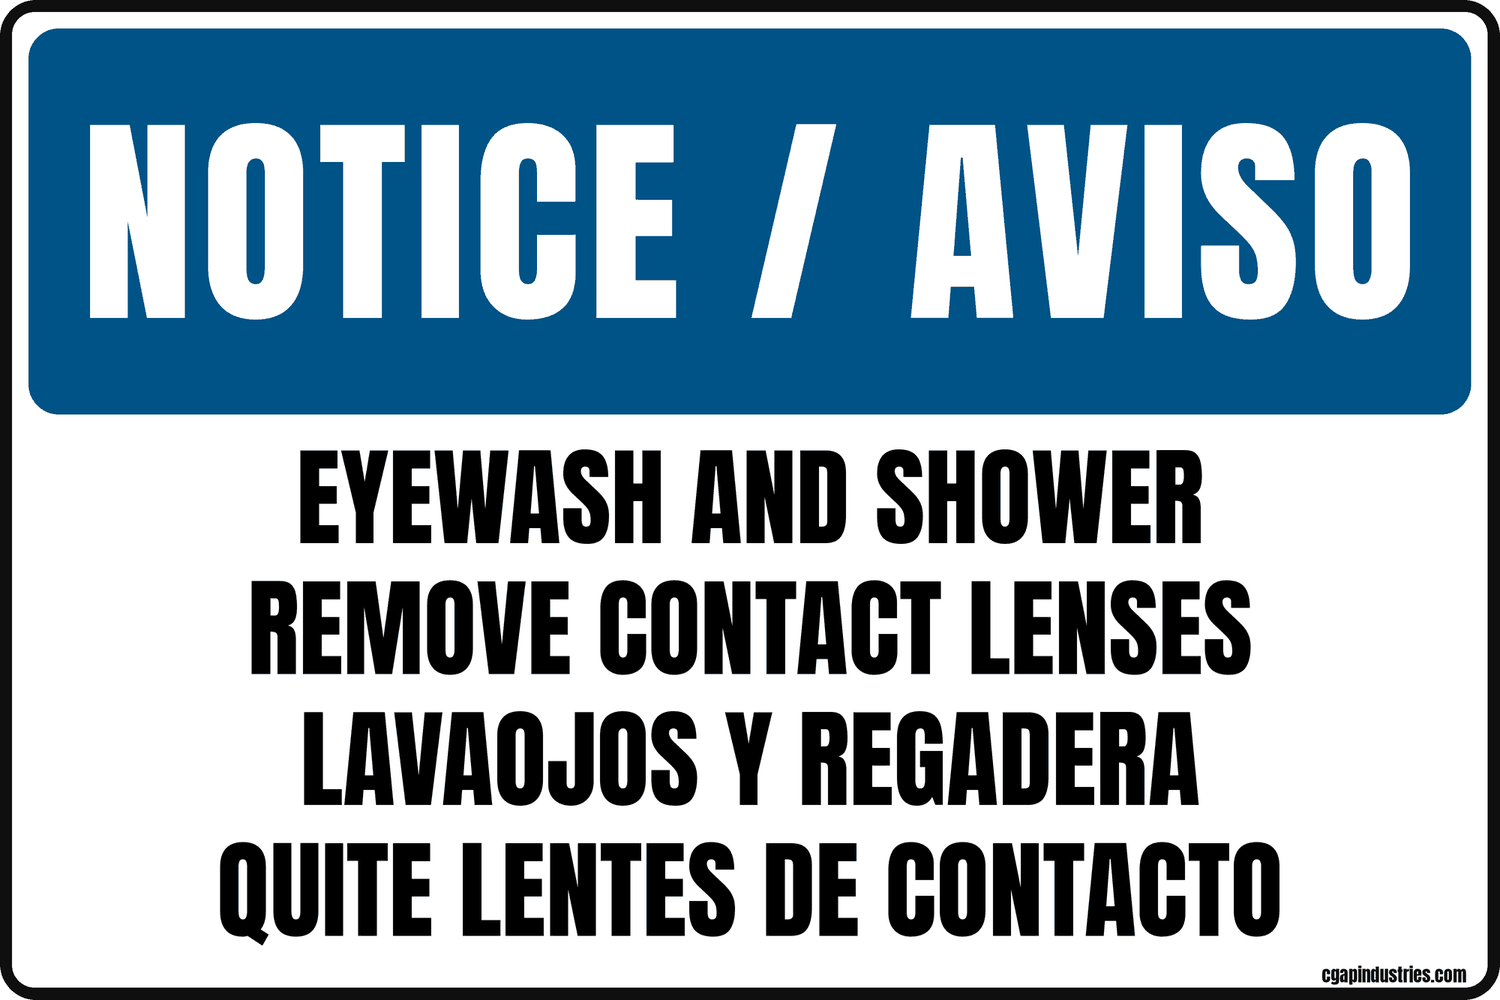 NOTICE / AVISO
EYEWASH AND SHOWER
REMOVE CONTACT LENSES
LAVAOJOS Y REGADERA
QUITE LENTES DE CONTACTO
cgapindustries.com